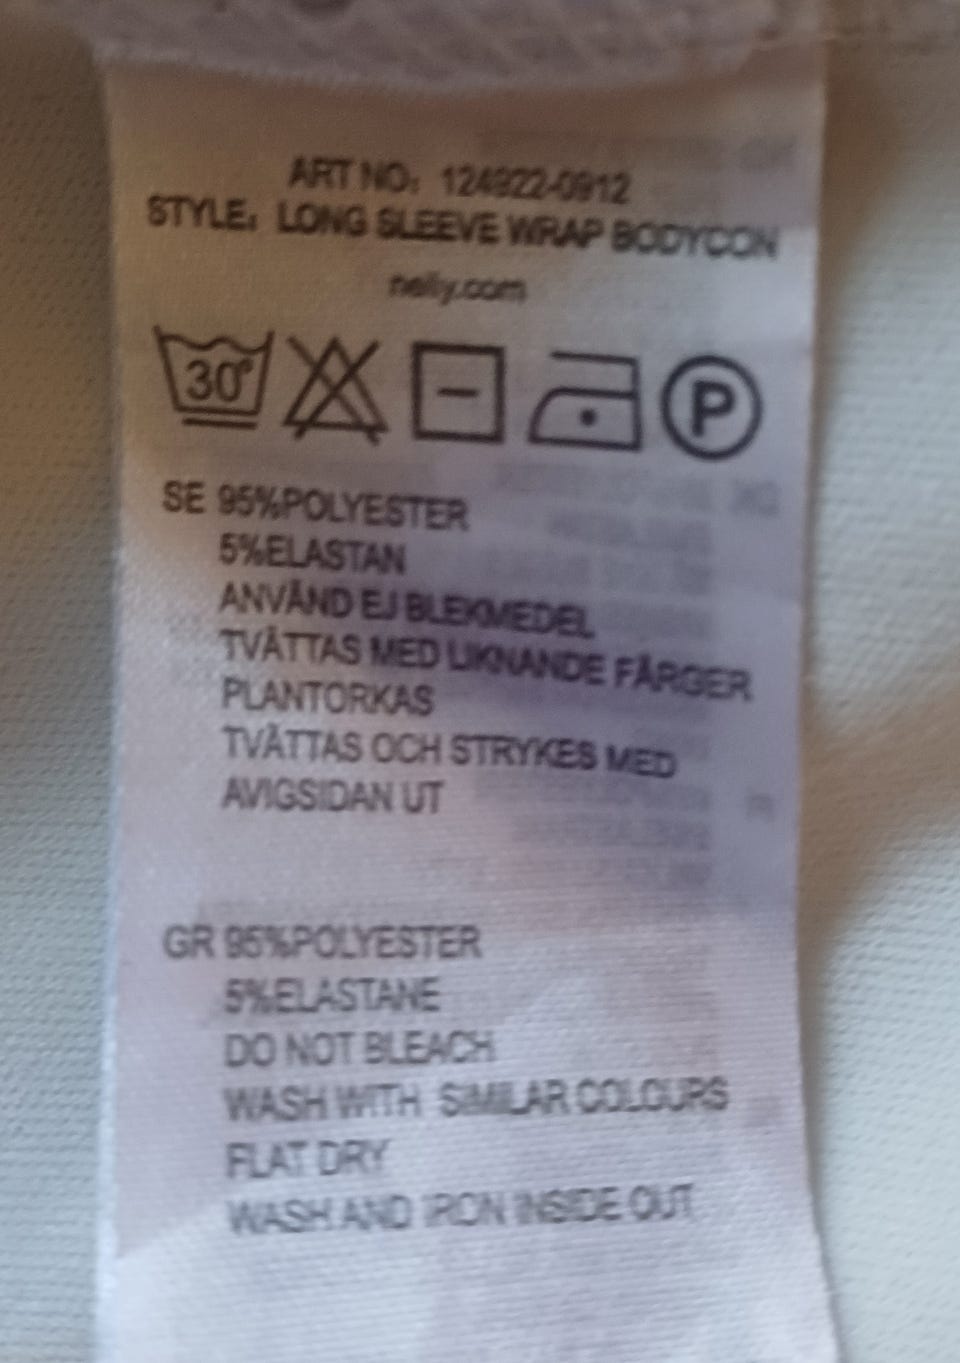 ART NO: 124922-0912
STYLE: LONG SLEEVE WRAP BODYCON
nelly.com
30°
P
SE 95%POLYESTER
5%ELASTAN
ANVÄND EJ BLEKMEDEL
TVÄTTAS MED LIKNANDE FÄRGER
PLANTORKAS
TVÄTTAS OCH STRYKES MED
AVIGSIDAN UT
GR 95%POLYESTER
5%ELASTANE
DO NOT BLEACH
WASH WITH SIMILAR COLOURS
FLAT DRY
WASH AND IRON INSIDE OUT